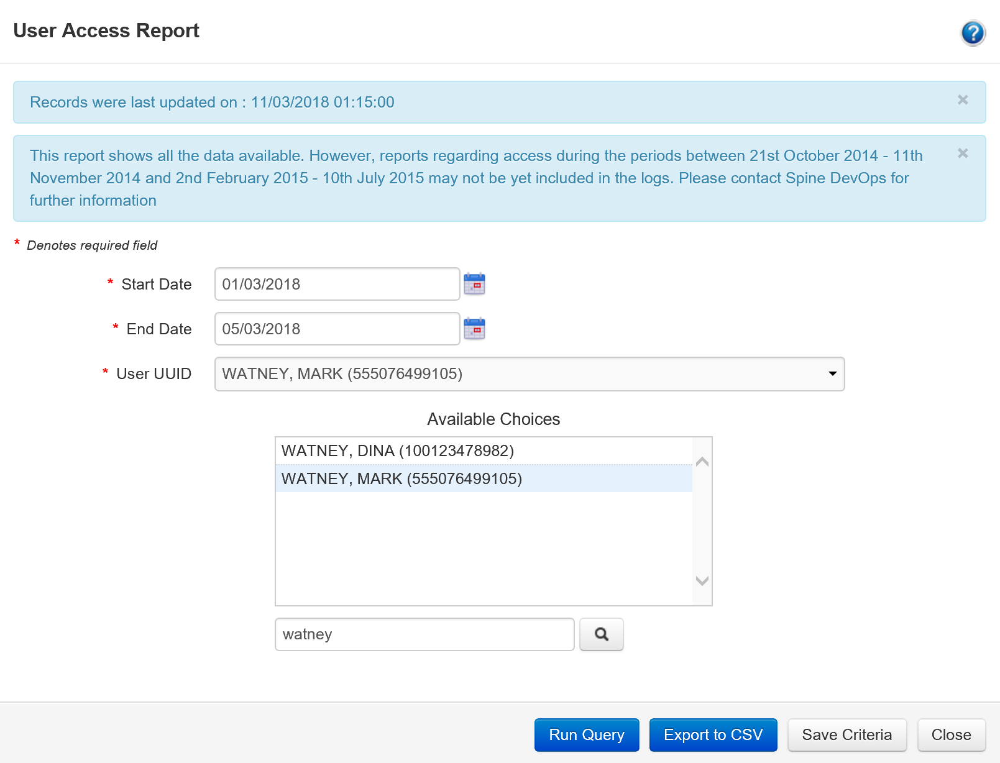 User Access Report
?
Records were last updated on : 11/03/2018 01:15:00
×
This report shows all the data available. However, reports regarding access during the periods between 21st October 2014 - 11th
×
November 2014 and 2nd February 2015 - 10th July 2015 may not be yet included in the logs. Please contact Spine DevOps for
further information
* Denotes required field
* Start Date 01/03/2018
* End Date 05/03/2018
* User UUID WATNEY, MARK (555076499105)
Available Choices
WATNEY, DINA (100123478982)
WATNEY, MARK (555076499105)
watney
Run Query Export to CSV Save Criteria Close